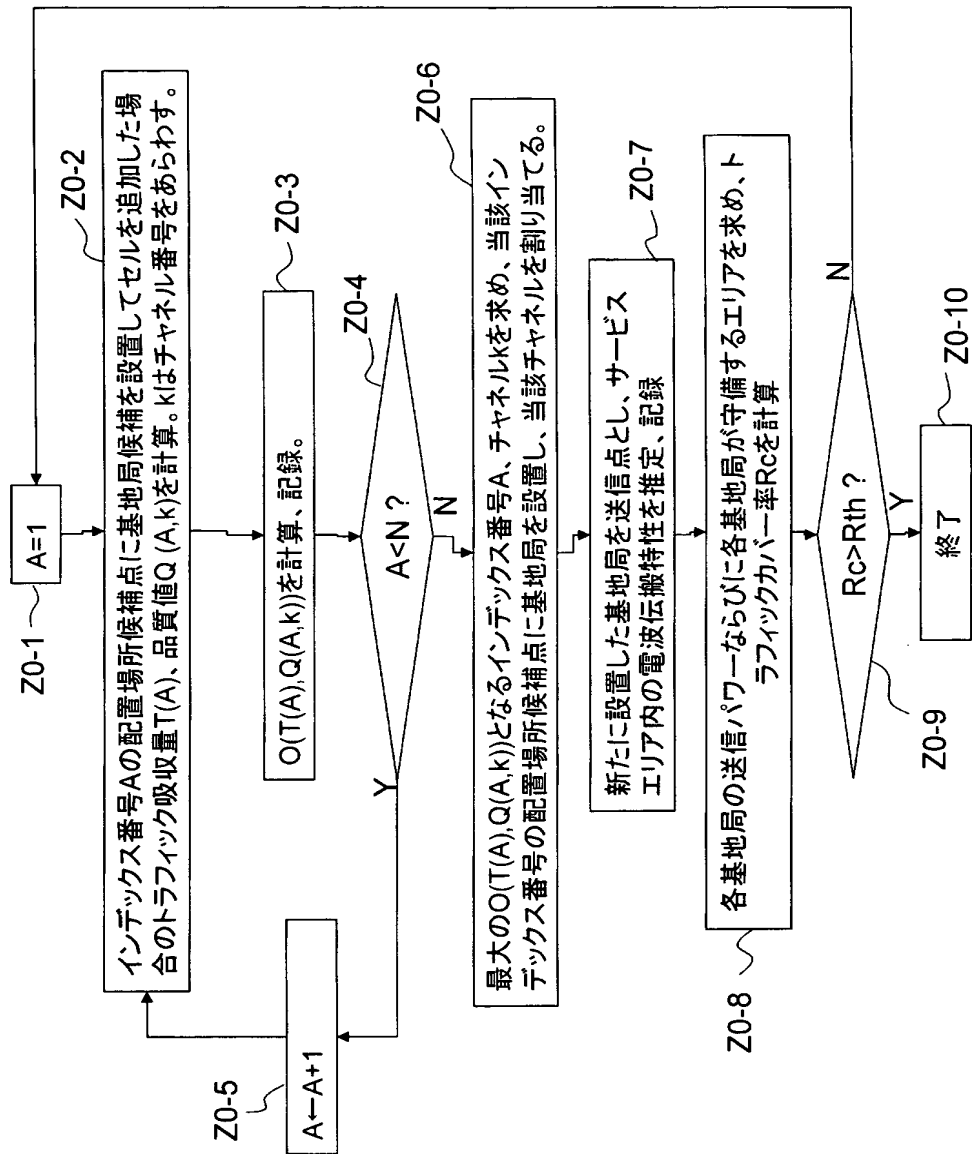 Z0-1
A=1
Z0-2
インデックス番号Aの配置場所候補点に基地局候補を設置してセルを追加した場
合のトラフィック吸収量T(A)、品質値Q (A,k)を計算。kはチャネル番号をあらわす。
Z0-3
O(T(A),Q(A,k))を計算、記録。
Z0-4
A<N ?
Y
N
Z0-5
A←A+1
Z0-6
最大のO(T(A),Q(A,k))となるインデックス番号A、チャネルkを求め、当該イン
デックス番号の配置場所候補点に基地局を設置し、当該チャネルを割り当てる。
Z0-7
新たに設置した基地局を送信点とし、サービス
エリア内の電波伝搬特性を推定、記録
Z0-8
各基地局の送信パワーならびに各基地局が守備するエリアを求め、ト
ラフィックカバー率Rcを計算
Z0-9
Rc>Rth ?
N
Y
Z0-10
終了